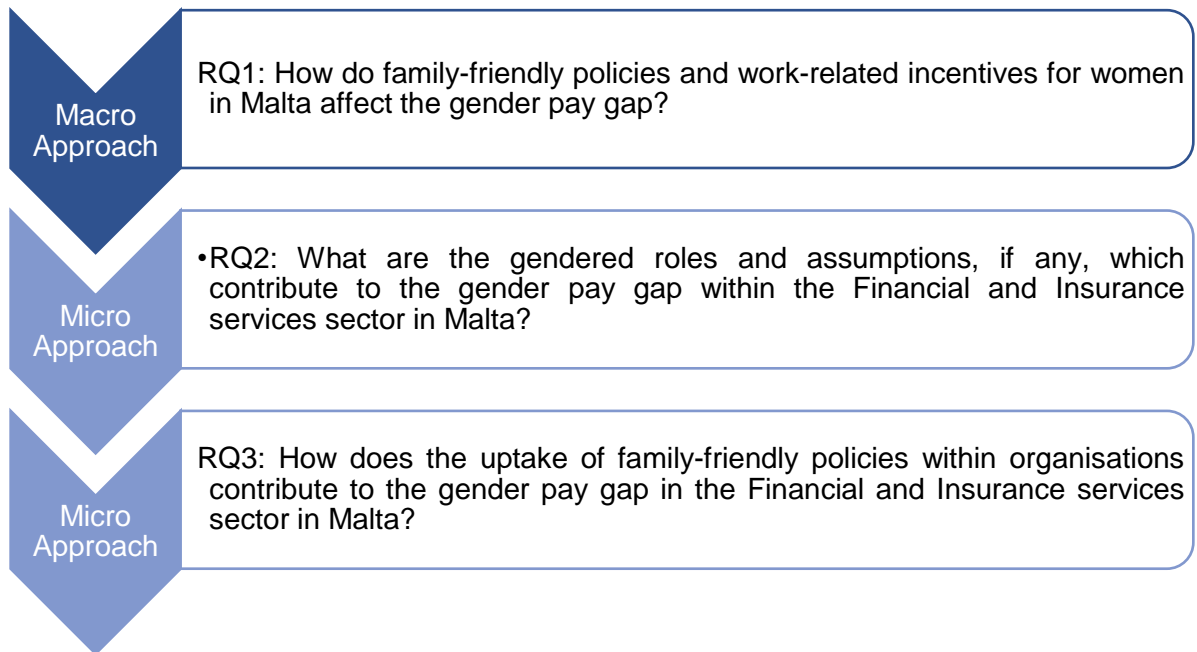 Macro
Approach
RQ1: How do family-friendly policies and work-related incentives for women
in Malta affect the gender pay gap?
Micro
Approach
•RQ2: What are the gendered roles and assumptions, if any, which
contribute to the gender pay gap within the Financial and Insurance
services sector in Malta?
Micro
Approach
RQ3: How does the uptake of family-friendly policies within organisations
contribute to the gender pay gap in the Financial and Insurance services
sector in Malta?